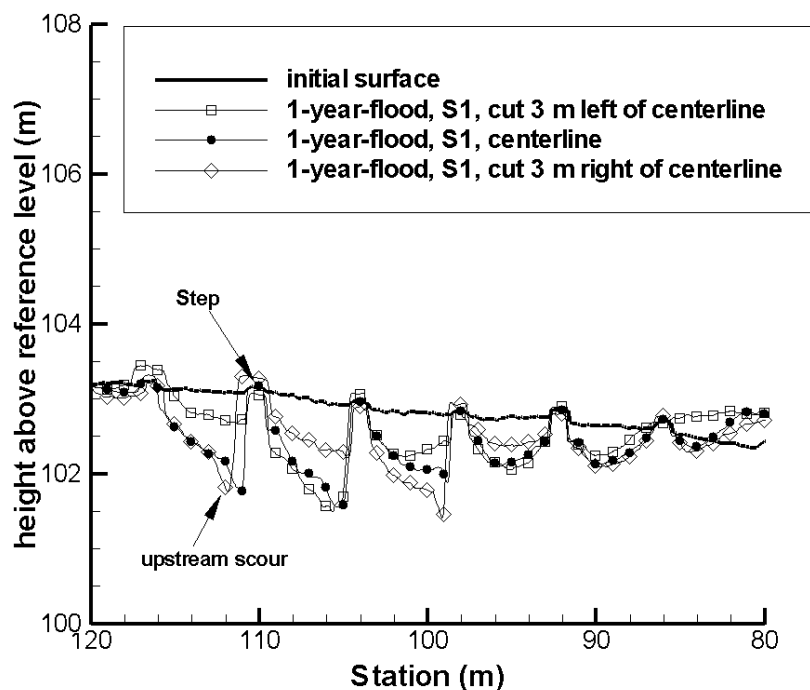 108
initial surface
1-year-flood, S1, cut 3 m left of centerline
1-year-flood, S1, centerline
1-year-flood, S1, cut 3 m right of centerline
106
height above reference level (m)
104
Step
102
upstream scour
100
120 110 100 90 80
Station (m)